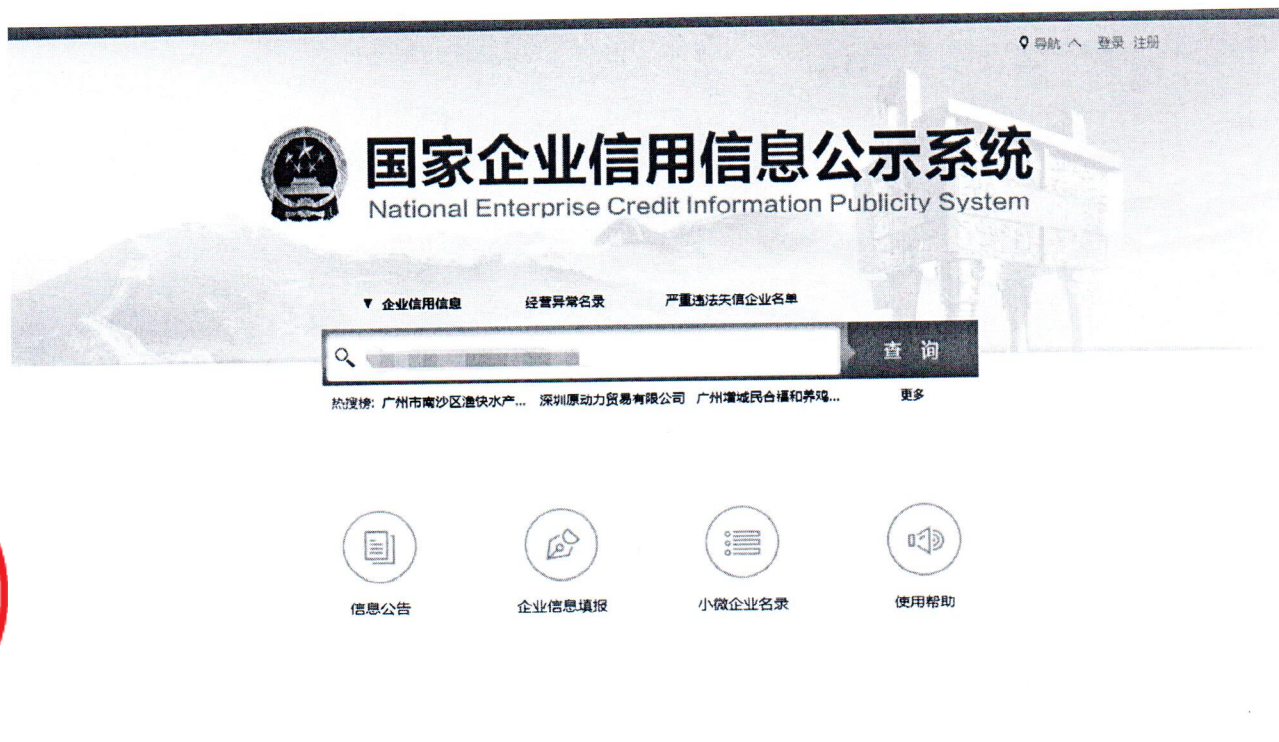 导航 へ 登录 注册
国家企业信用信息公示系统
National Enterprise Credit Information Publicity System
▼ 企业信用信息 经营异常名录 严重违法失信企业名单
查 询
热搜榜: 广州市南沙区渔快水产... 深圳原动力贸易有限公司 广州增城民合福和养鸡... 更多
信息公告 企业信息填报 小微企业名录 使用帮助